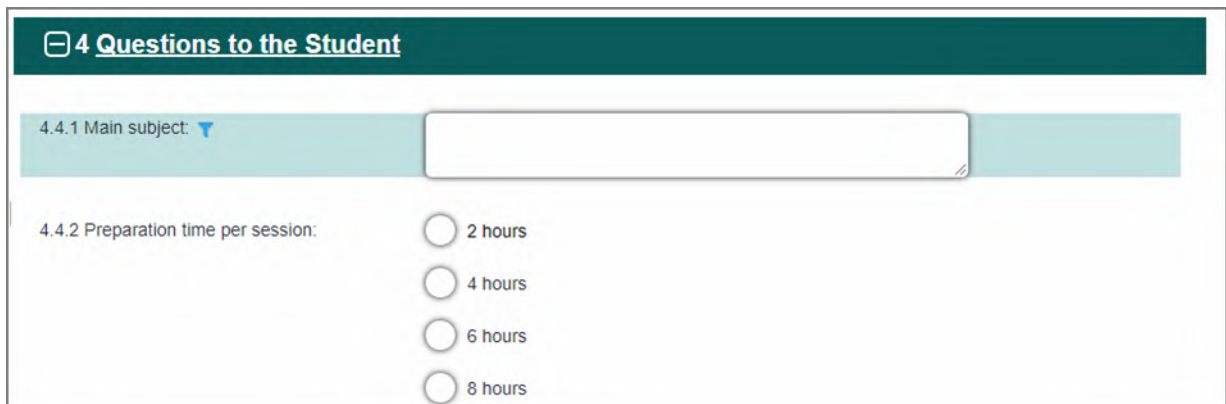 4 Questions to the Student
4.4.1 Main subject:
4.4.2 Preparation time per session:
2 hours
4 hours
6 hours
8 hours